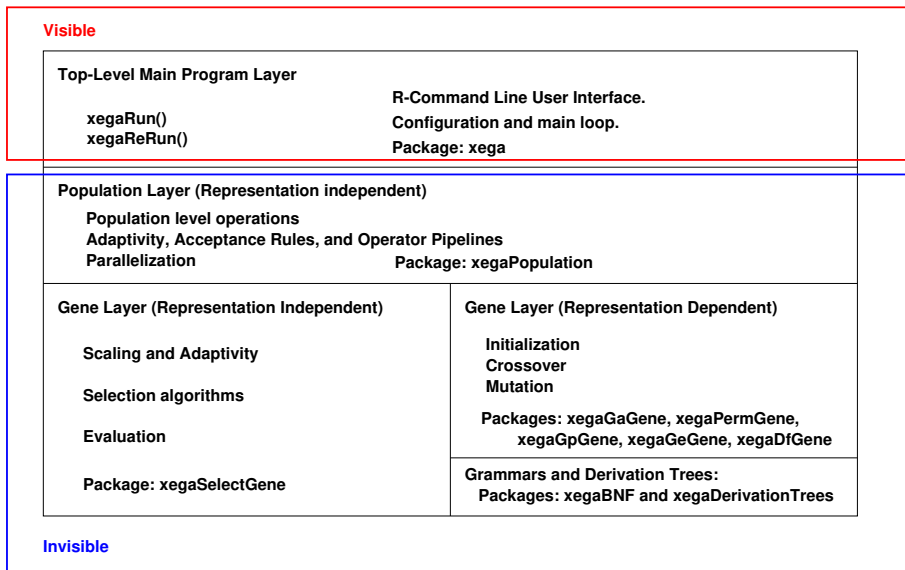 Visible
Top-Level Main Program Layer
R-Command Line User Interface.
xegaRun()
Configuration and main loop.
xegaReRun()
Package: xega
Population Layer (Representation independent)
Population level operations
Adaptivity, Acceptance Rules, and Operator Pipelines
Parallelization
Package: xegaPopulation
Gene Layer (Representation Independent)
Scaling and Adaptivity
Selection algorithms
Evaluation
Package: xegaSelectGene
Gene Layer (Representation Dependent)
Initialization
Crossover
Mutation
Packages: xegaGaGene, xegaPermGene,
xegaGpGene, xegaGeGene, xegaDfGene
Grammars and Derivation Trees:
Packages: xegaBNF and xegaDerivationTrees
Invisible